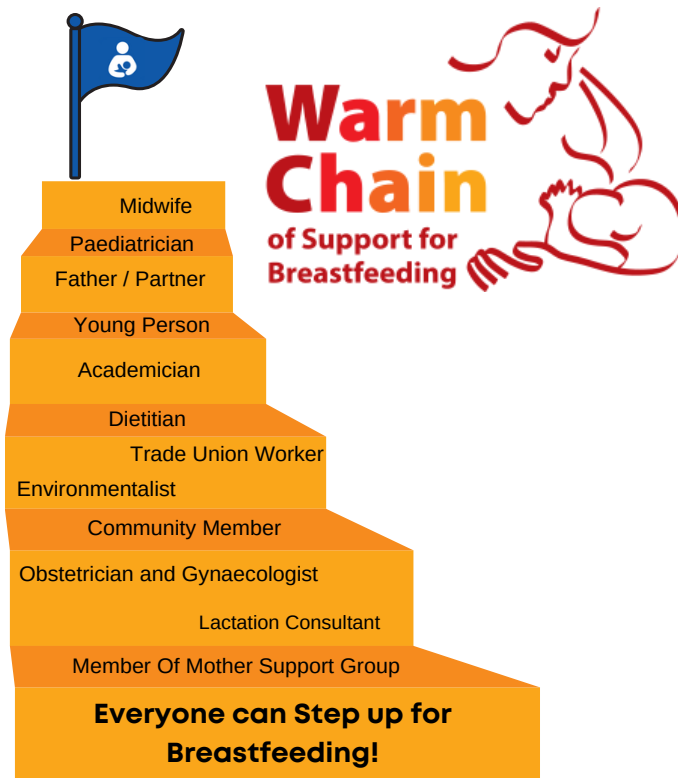 Warm
Chain
of Support for
Breastfeeding
Midwife
Paediatrician
Father / Partner
Young Person
Academician
Dietitian
Trade Union Worker
Environmentalist
Community Member
Obstetrician and Gynaecologist
Lactation Consultant
Member Of Mother Support Group
Everyone can Step up for
Breastfeeding!